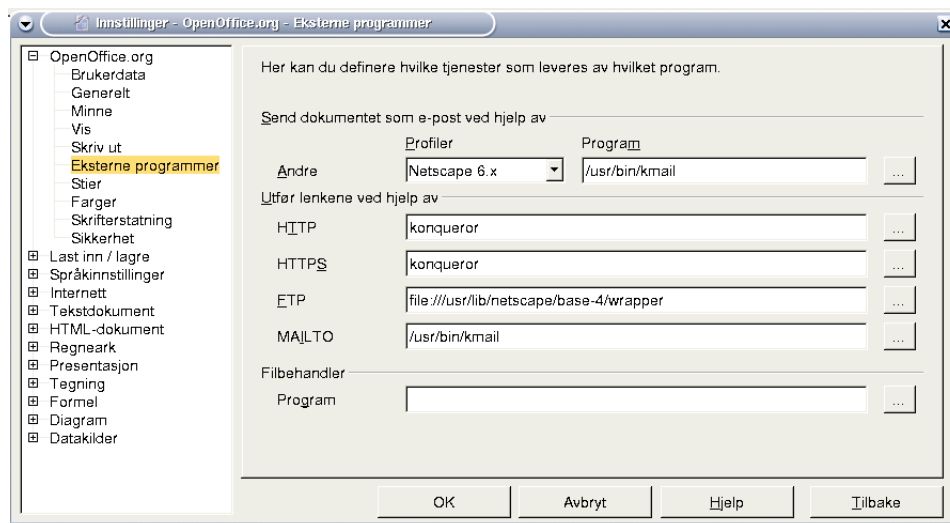 Innstillinger - OpenOffice.org - Eksterne programmer
OpenOffice.org
Brukerdata
Generelt
Minne
Vis
Skriv ut
Eksterne programmer
Stier
Farger
Skrifterstatning
Sikkerhet
Last inn / lagre
Språkinnstillinger
Internett
Tekstdokument
HTML-dokument
Regneark
Presentasjon
Tegning
Formel
Diagram
Datakilder
Her kan du definere hvilke tjenester som leveres av hvilket program.
Send dokumentet som e-post ved hjelp av
Profiler Program
Andre Netscape 6.x /usr/bin/kmail ...
Utfør lenkene ved hjelp av
HTTP konqueror ...
HTTPS konqueror ...
FTP file:///usr/lib/netscape/base-4/wrapper ...
MAILTO /usr/bin/kmail ...
Filbehandler
Program ...
OK Avbryt Hjelp Tilbake